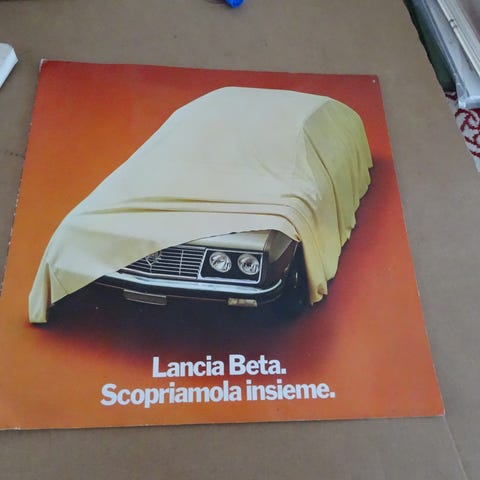 Lancia Beta.
Scopriamola insieme.